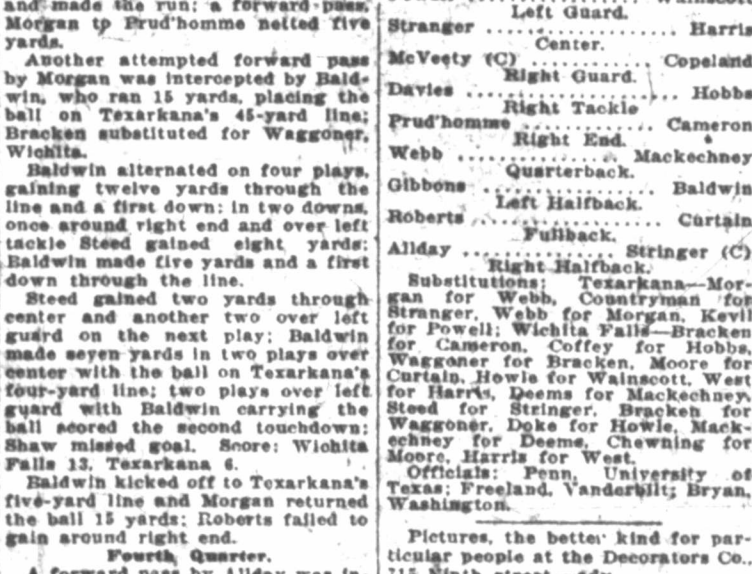 and made the run; a forward pass,
Morgan to Prud'homme netted five
yards.
Another attempted forward pass
by Morgan was intercepted by Bald-
win, who ran 15 yards, placing the
ball on Texarkana's 45-yard line;
Bracken substituted for Waggoner,
Wichita.
Baldwin alternated on four plays,
gaining twelve yards through the
line and a first down; in two downs,
once around right end and over left
tackle Steed gained eight yards;
Baldwin made five yards and a first
down through the line.
Steed gained two yards through
center and another two over left
guard on the next play; Baldwin
made seven yards in two plays over
center with the ball on Texarkana's
four-yard line; two plays over left
guard with Baldwin carrying the
ball scored the second touchdown;
Shaw missed goal. Score: Wichita
Falls 13, Texarkana 6.
Baldwin kicked off to Texarkana's
five-yard line and Morgan returned
the ball 15 yards; Roberts failed to
gain around right end.
Fourth Quarter.
A forward pass by Allday was in-
Left Guard.
Stranger .................... Harris
Center.
McVeety (C) ............... Copeland
Right Guard.
Davies ....................... Hobbs
Right Tackle
Prud'homme ............. Cameron
Right End.
Webb .................. Mackechney
Quarterback.
Gibbons .................... Baldwin
Left Halfback.
Roberts ..................... Curtain
Fullback.
Allday ................ Stringer (C)
Right Halfback.
Substitutions: Texarkana—Mor-
gan for Webb, Countryman for
Stranger, Webb for Morgan, Kevil
for Powell; Wichita Falls—Bracken
for Cameron, Coffey for Hobbs,
Waggoner for Bracken, Moore for
Curtain, Howle for Wainscott, West
for Harris, Deems for Mackechney,
Steed for Stringer, Bracken for
Waggoner, Doke for Howle, Mack-
echney for Deems, Chewning for
Moore, Harris for West.
Officials: Penn, University of
Texas; Freeland, Vanderbilt; Bryan,
Washington.
Pictures, the better kind for par-
ticular people at the Decorators Co.
715 Ninth street. adv